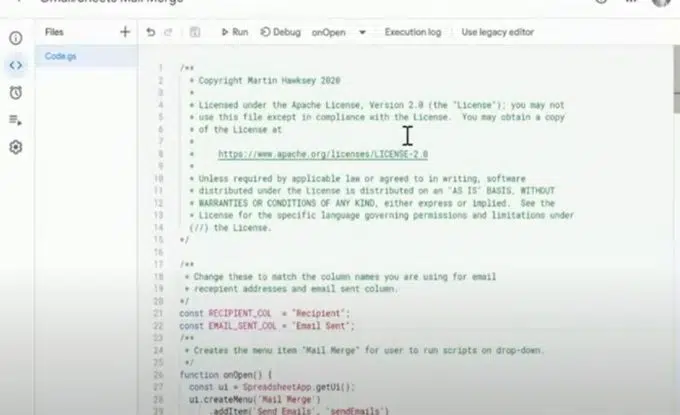 Gmail/Sheets Mail Merge
Files
Run
Debug
onOpen
Execution log
Use legacy editor
Code.gs
1 /**
2 * Copyright Martin Hawksey 2020
3 *
4 * Licensed under the Apache License, Version 2.0 (the "License"); you may not
5 * use this file except in compliance with the License. You may obtain a copy
6 * of the License at
7 *
8 * https://www.apache.org/licenses/LICENSE-2.0
9 *
10 * Unless required by applicable law or agreed to in writing, software
11 * distributed under the License is distributed on an "AS IS" BASIS, WITHOUT
12 * WARRANTIES OR CONDITIONS OF ANY KIND, either express or implied. See the
13 * License for the specific language governing permissions and limitations under
14 (//) the License.
15 */
16
17 /**
18 * Change these to match the column names you are using for email
19 * recepient addresses and email sent column.
20 */
21 const RECIPIENT_COL = "Recipient";
22 const EMAIL_SENT_COL = "Email Sent";
23 /**
24 * Creates the menu item "Mail Merge" for user to run scripts on drop-down.
25 */
26 function onOpen() {
27 const ui = SpreadsheetApp.getUi();
28 ui.createMenu('Mail Merge')
29 .addItem('Send Emails', 'sendEmails')